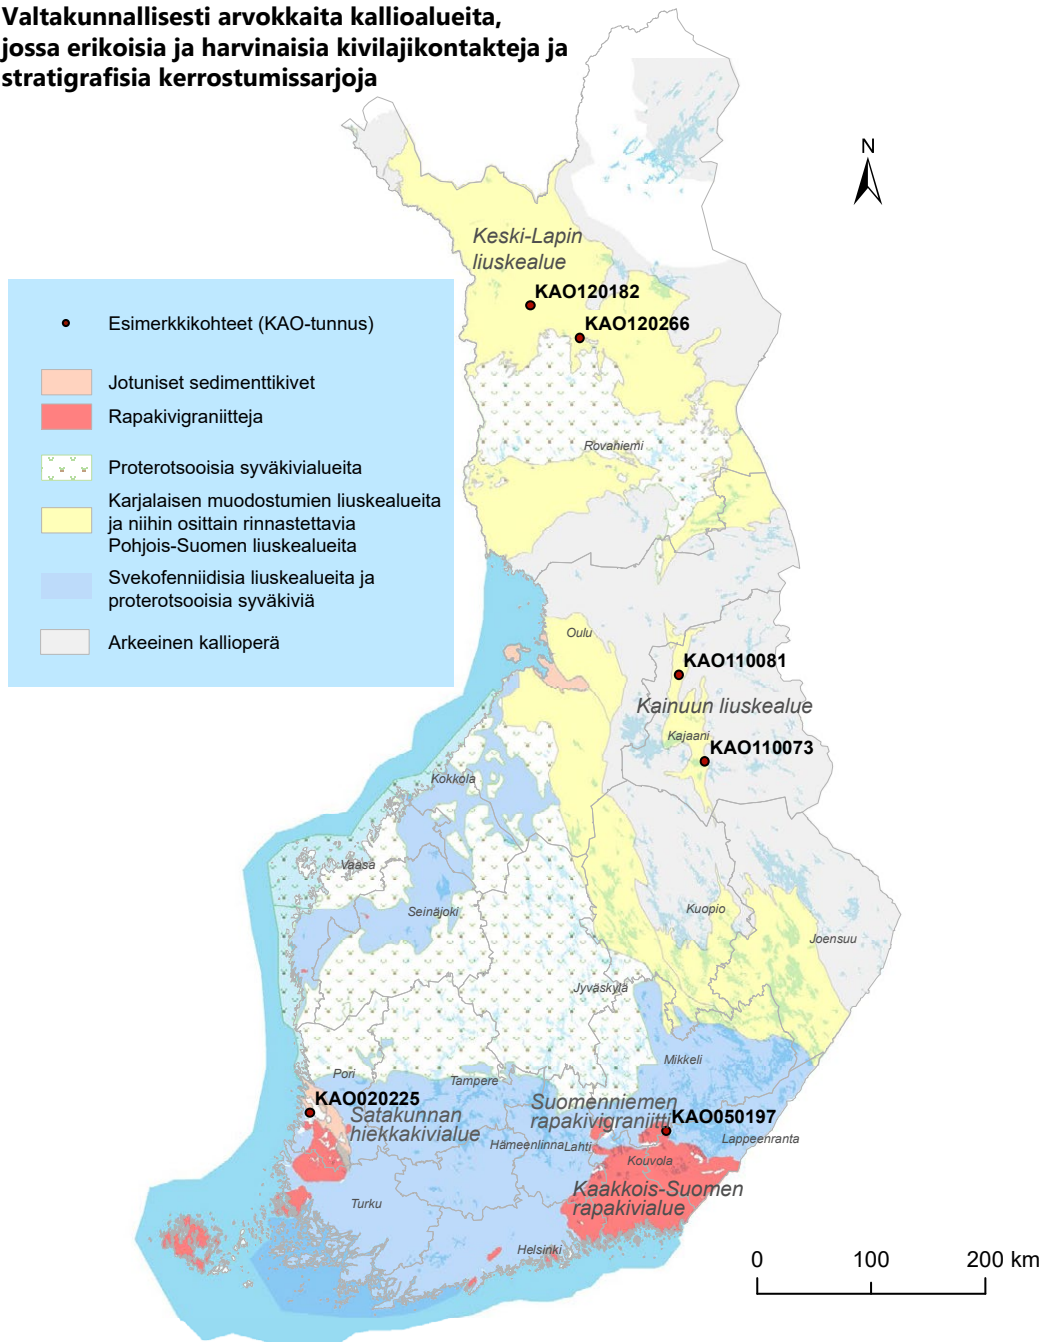 Valtakunnallisesti arvokkaita kallioalueita,
jossa erikoisia ja harvinaisia kivilajikontakteja ja
stratigrafisia kerrostumissarjoja
N
Keski-Lapin
liuskealue
KAO120182
KAO120266
Esimerkkikohteet (KAO-tunnus)
Jotuniset sedimenttikivet
Rapakivigraniitteja
Proterotsooisia syväkivialueita
Karjalaisen muodostumien liuskealueita
ja niihin osittain rinnastettavia
Pohjois-Suomen liuskealueita
Svekofenniidisia liuskealueita ja
proterotsooisia syväkiviä
Arkeeinen kallioperä
Rovaniemi
Oulu
KAO110081
Kainuun liuskealue
Kajaani
KAO110073
Kokkola
Vaasa
Seinäjoki
Kuopio
Joensuu
Jyväskylä
Mikkeli
Pori
Tampere
KAO020225
Satakunnan
hiekkakivialue
Suomenniemen
rapakivigraniitti
KAO050197
Hämeenlinna
Lahti
Lappeenranta
Kouvola
Kaakkois-Suomen
rapakivialue
Turku
Helsinki
0 100 200 km